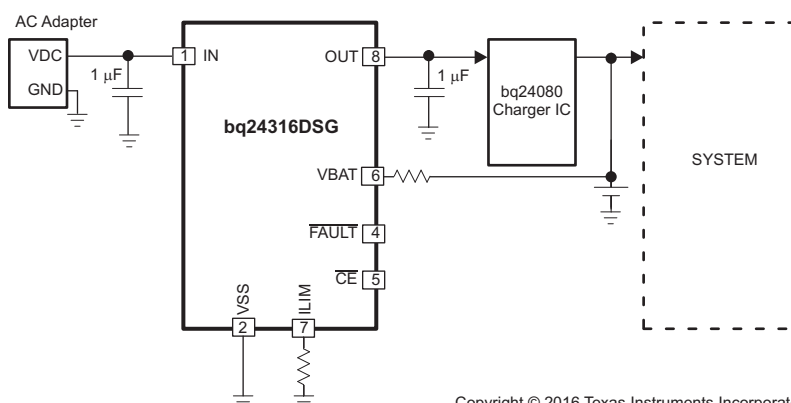 AC Adapter
VDC
GND
1 μF
1
IN
OUT
8
bq24316DSG
1 μF
bq24080
Charger IC
SYSTEM
VBAT
6
FAULT
4
CE
5
VSS
2
ILIM
7